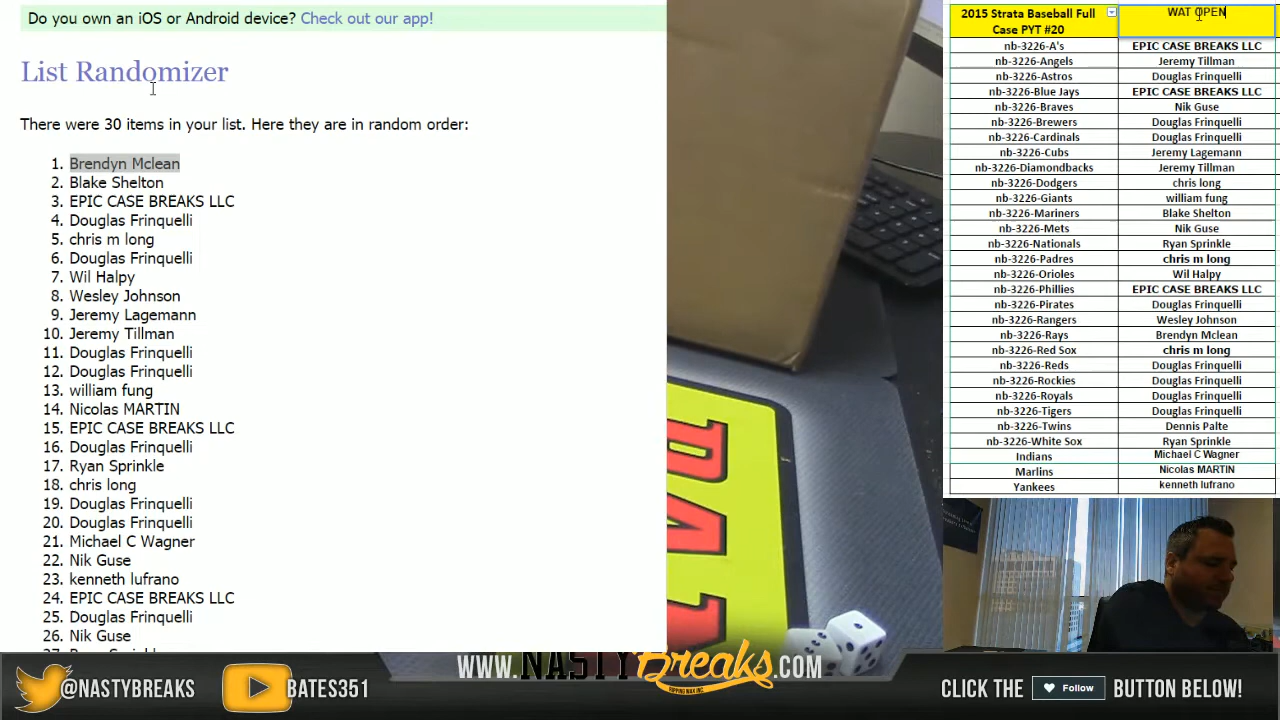 Do you own an iOS or Android device? Check out our app!
List Randomizer
There were 30 items in your list. Here they are in random order:
1. Brendyn Mclean
2. Blake Shelton
3. EPIC CASE BREAKS LLC
4. Douglas Frinquelli
5. chris m long
6. Douglas Frinquelli
7. Wil Halpy
8. Wesley Johnson
9. Jeremy Lagemann
10. Jeremy Tillman
11. Douglas Frinquelli
12. Douglas Frinquelli
13. william fung
14. Nicolas MARTIN
15. EPIC CASE BREAKS LLC
16. Douglas Frinquelli
17. Ryan Sprinkle
18. chris long
19. Douglas Frinquelli
20. Douglas Frinquelli
21. Michael C Wagner
22. Nik Guse
23. kenneth lufrano
24. EPIC CASE BREAKS LLC
25. Douglas Frinquelli
26. Nik Guse
2015 Strata Baseball Full Case PYT #20 WAT OPEN
nb-3226-A's EPIC CASE BREAKS LLC
nb-3226-Angels Jeremy Tillman
nb-3226-Astros Douglas Frinquelli
nb-3226-Blue Jays EPIC CASE BREAKS LLC
nb-3226-Braves Nik Guse
nb-3226-Brewers Douglas Frinquelli
nb-3226-Cardinals Douglas Frinquelli
nb-3226-Cubs Jeremy Lagemann
nb-3226-Diamondbacks Jeremy Tillman
nb-3226-Dodgers chris long
nb-3226-Giants william fung
nb-3226-Mariners Blake Shelton
nb-3226-Mets Nik Guse
nb-3226-Nationals Ryan Sprinkle
nb-3226-Padres chris m long
nb-3226-Orioles Wil Halpy
nb-3226-Phillies EPIC CASE BREAKS LLC
nb-3226-Pirates Douglas Frinquelli
nb-3226-Rangers Wesley Johnson
nb-3226-Rays Brendyn Mclean
nb-3226-Red Sox chris m long
nb-3226-Reds Douglas Frinquelli
nb-3226-Rockies Douglas Frinquelli
nb-3226-Royals Douglas Frinquelli
nb-3226-Tigers Douglas Frinquelli
nb-3226-Twins Dennis Palte
nb-3226-White Sox Ryan Sprinkle
Indians Michael C Wagner
Marlins Nicolas MARTIN
Yankees kenneth lufrano
@NASTYBREAKS
BATES351
WWW.NASTYBreaks.COM
RIPPING WAX INC.
CLICK THE Follow BUTTON BELOW!